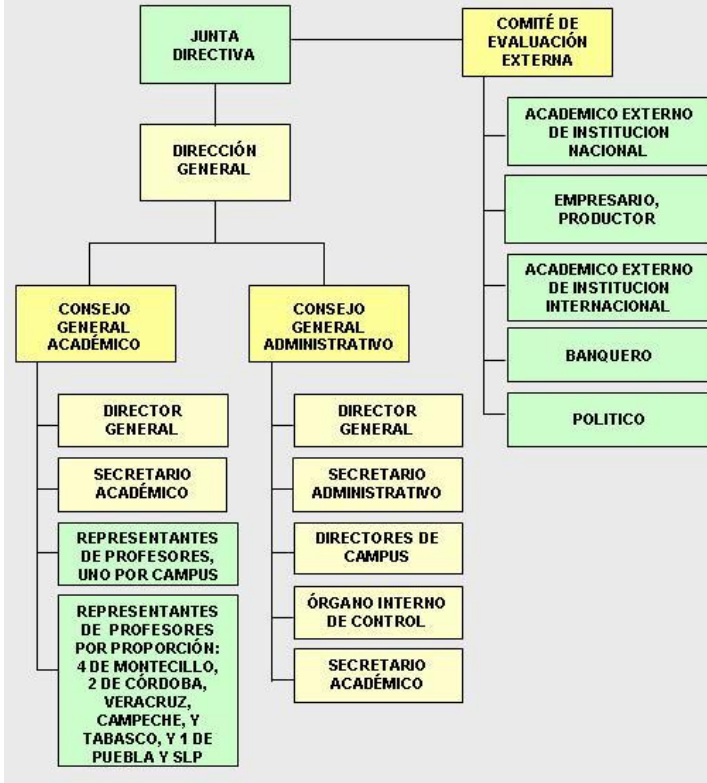 JUNTA
DIRECTIVA
COMITÉ DE
EVALUACIÓN
EXTERNA
DIRECCIÓN
GENERAL
ACADEMICO EXTERNO
DE INSTITUCION
NACIONAL
EMPRESARIO,
PRODUCTOR
ACADEMICO EXTERNO
DE INSTITUCION
INTERNACIONAL
BANQUERO
POLITICO
CONSEJO
GENERAL
ACADÉMICO
DIRECTOR
GENERAL
SECRETARIO
ACADÉMICO
REPRESENTANTES
DE PROFESORES,
UNO POR CAMPUS
REPRESENTANTES
DE PROFESORES
POR PROPORCIÓN:
4 DE MONTECILLO,
2 DE CÓRDOBA,
VERACRUZ,
CAMPECHE, Y
TABASCO, Y 1 DE
PUEBLA Y SLP
CONSEJO
GENERAL
ADMINISTRATIVO
DIRECTOR
GENERAL
SECRETARIO
ADMINISTRATIVO
DIRECTORES DE
CAMPUS
ÓRGANO INTERNO
DE CONTROL
SECRETARIO
ACADÉMICO